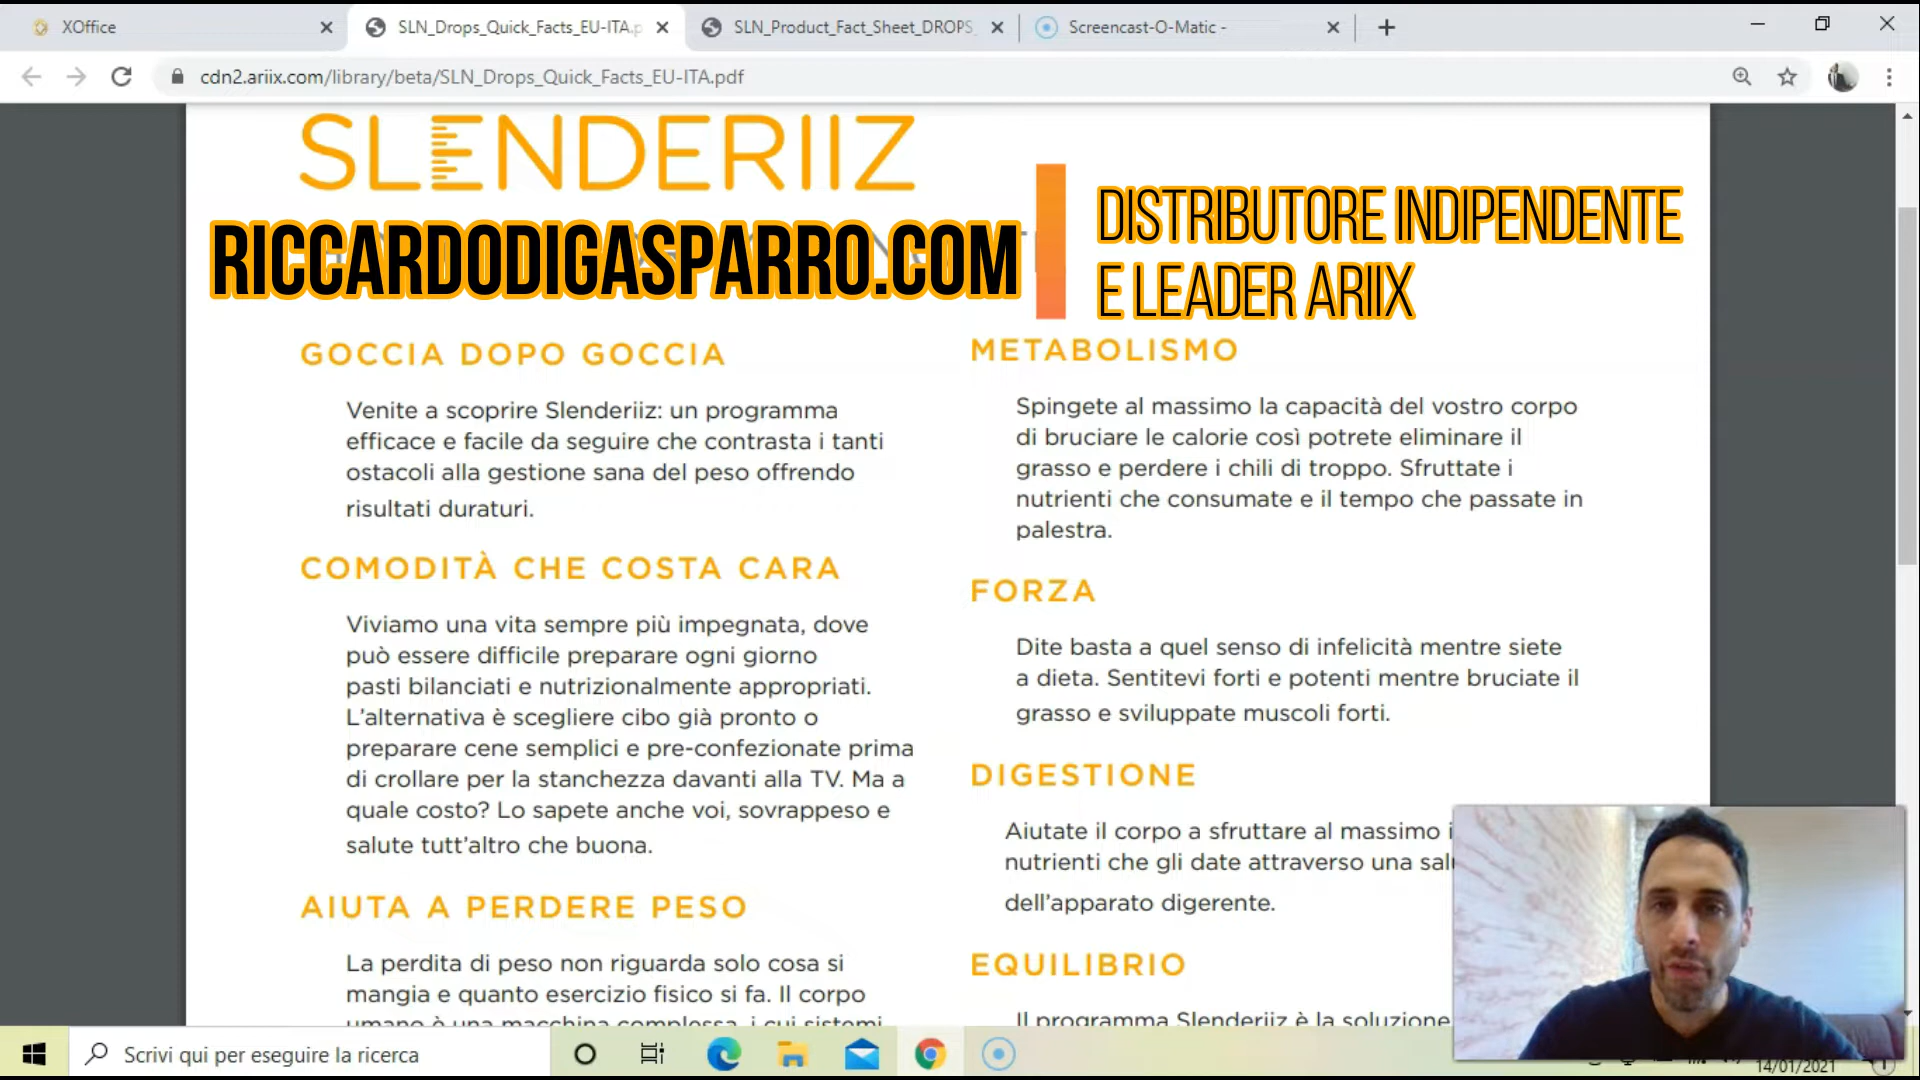 XOffice
SLN_Drops_Quick_Facts_EU-ITA.p
SLN_Product_Fact_Sheet_DROPS
Screencast-O-Matic -
cdn2.ariix.com/library/beta/SLN_Drops_Quick_Facts_EU-ITA.pdf
SLENDERIIZ
RICCARDODIGASPARRO.COM
DISTRIBUTORE INDIPENDENTE
E LEADER ARIIX
GOCCIA DOPO GOCCIA
Venite a scoprire Slenderiiz: un programma
efficace e facile da seguire che contrasta i tanti
ostacoli alla gestione sana del peso offrendo
risultati duraturi.
COMODITÀ CHE COSTA CARA
Viviamo una vita sempre più impegnata, dove
può essere difficile preparare ogni giorno
pasti bilanciati e nutrizionalmente appropriati.
L'alternativa è scegliere cibo già pronto o
preparare cene semplici e pre-confezionate prima
di crollare per la stanchezza davanti alla TV. Ma a
quale costo? Lo sapete anche voi, sovrappeso e
salute tutt'altro che buona.
AIUTA A PERDERE PESO
La perdita di peso non riguarda solo cosa si
mangia e quanto esercizio fisico si fa. Il corpo
umano è una macchina complessa, i cui sistemi
METABOLISMO
Spingete al massimo la capacità del vostro corpo
di bruciare le calorie così potrete eliminare il
grasso e perdere i chili di troppo. Sfruttate i
nutrienti che consumate e il tempo che passate in
palestra.
FORZA
Dite basta a quel senso di infelicità mentre siete
a dieta. Sentitevi forti e potenti mentre bruciate il
grasso e sviluppate muscoli forti.
DIGESTIONE
Aiutate il corpo a sfruttare al massimo i
nutrienti che gli date attraverso una sal
dell'apparato digerente.
EQUILIBRIO
Il programma Slenderiiz è la soluzione
Scrivi qui per eseguire la ricerca
14/01/2021